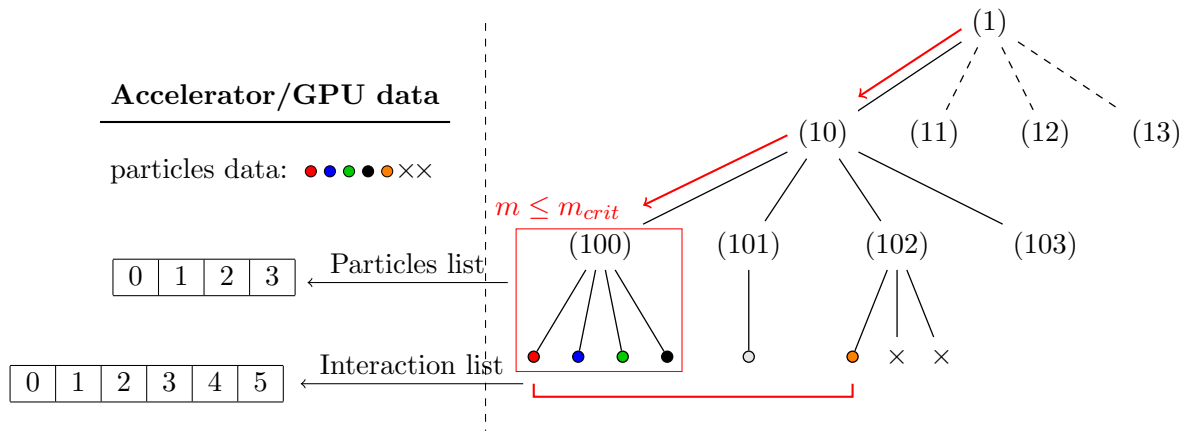 (1)
Accelerator/GPU data
(10) (11) (12) (13)
particles data: ××
m ≤ m_crit
(100) (101) (102) (103)
Particles list
0 1 2 3
× ×
Interaction list
0 1 2 3 4 5